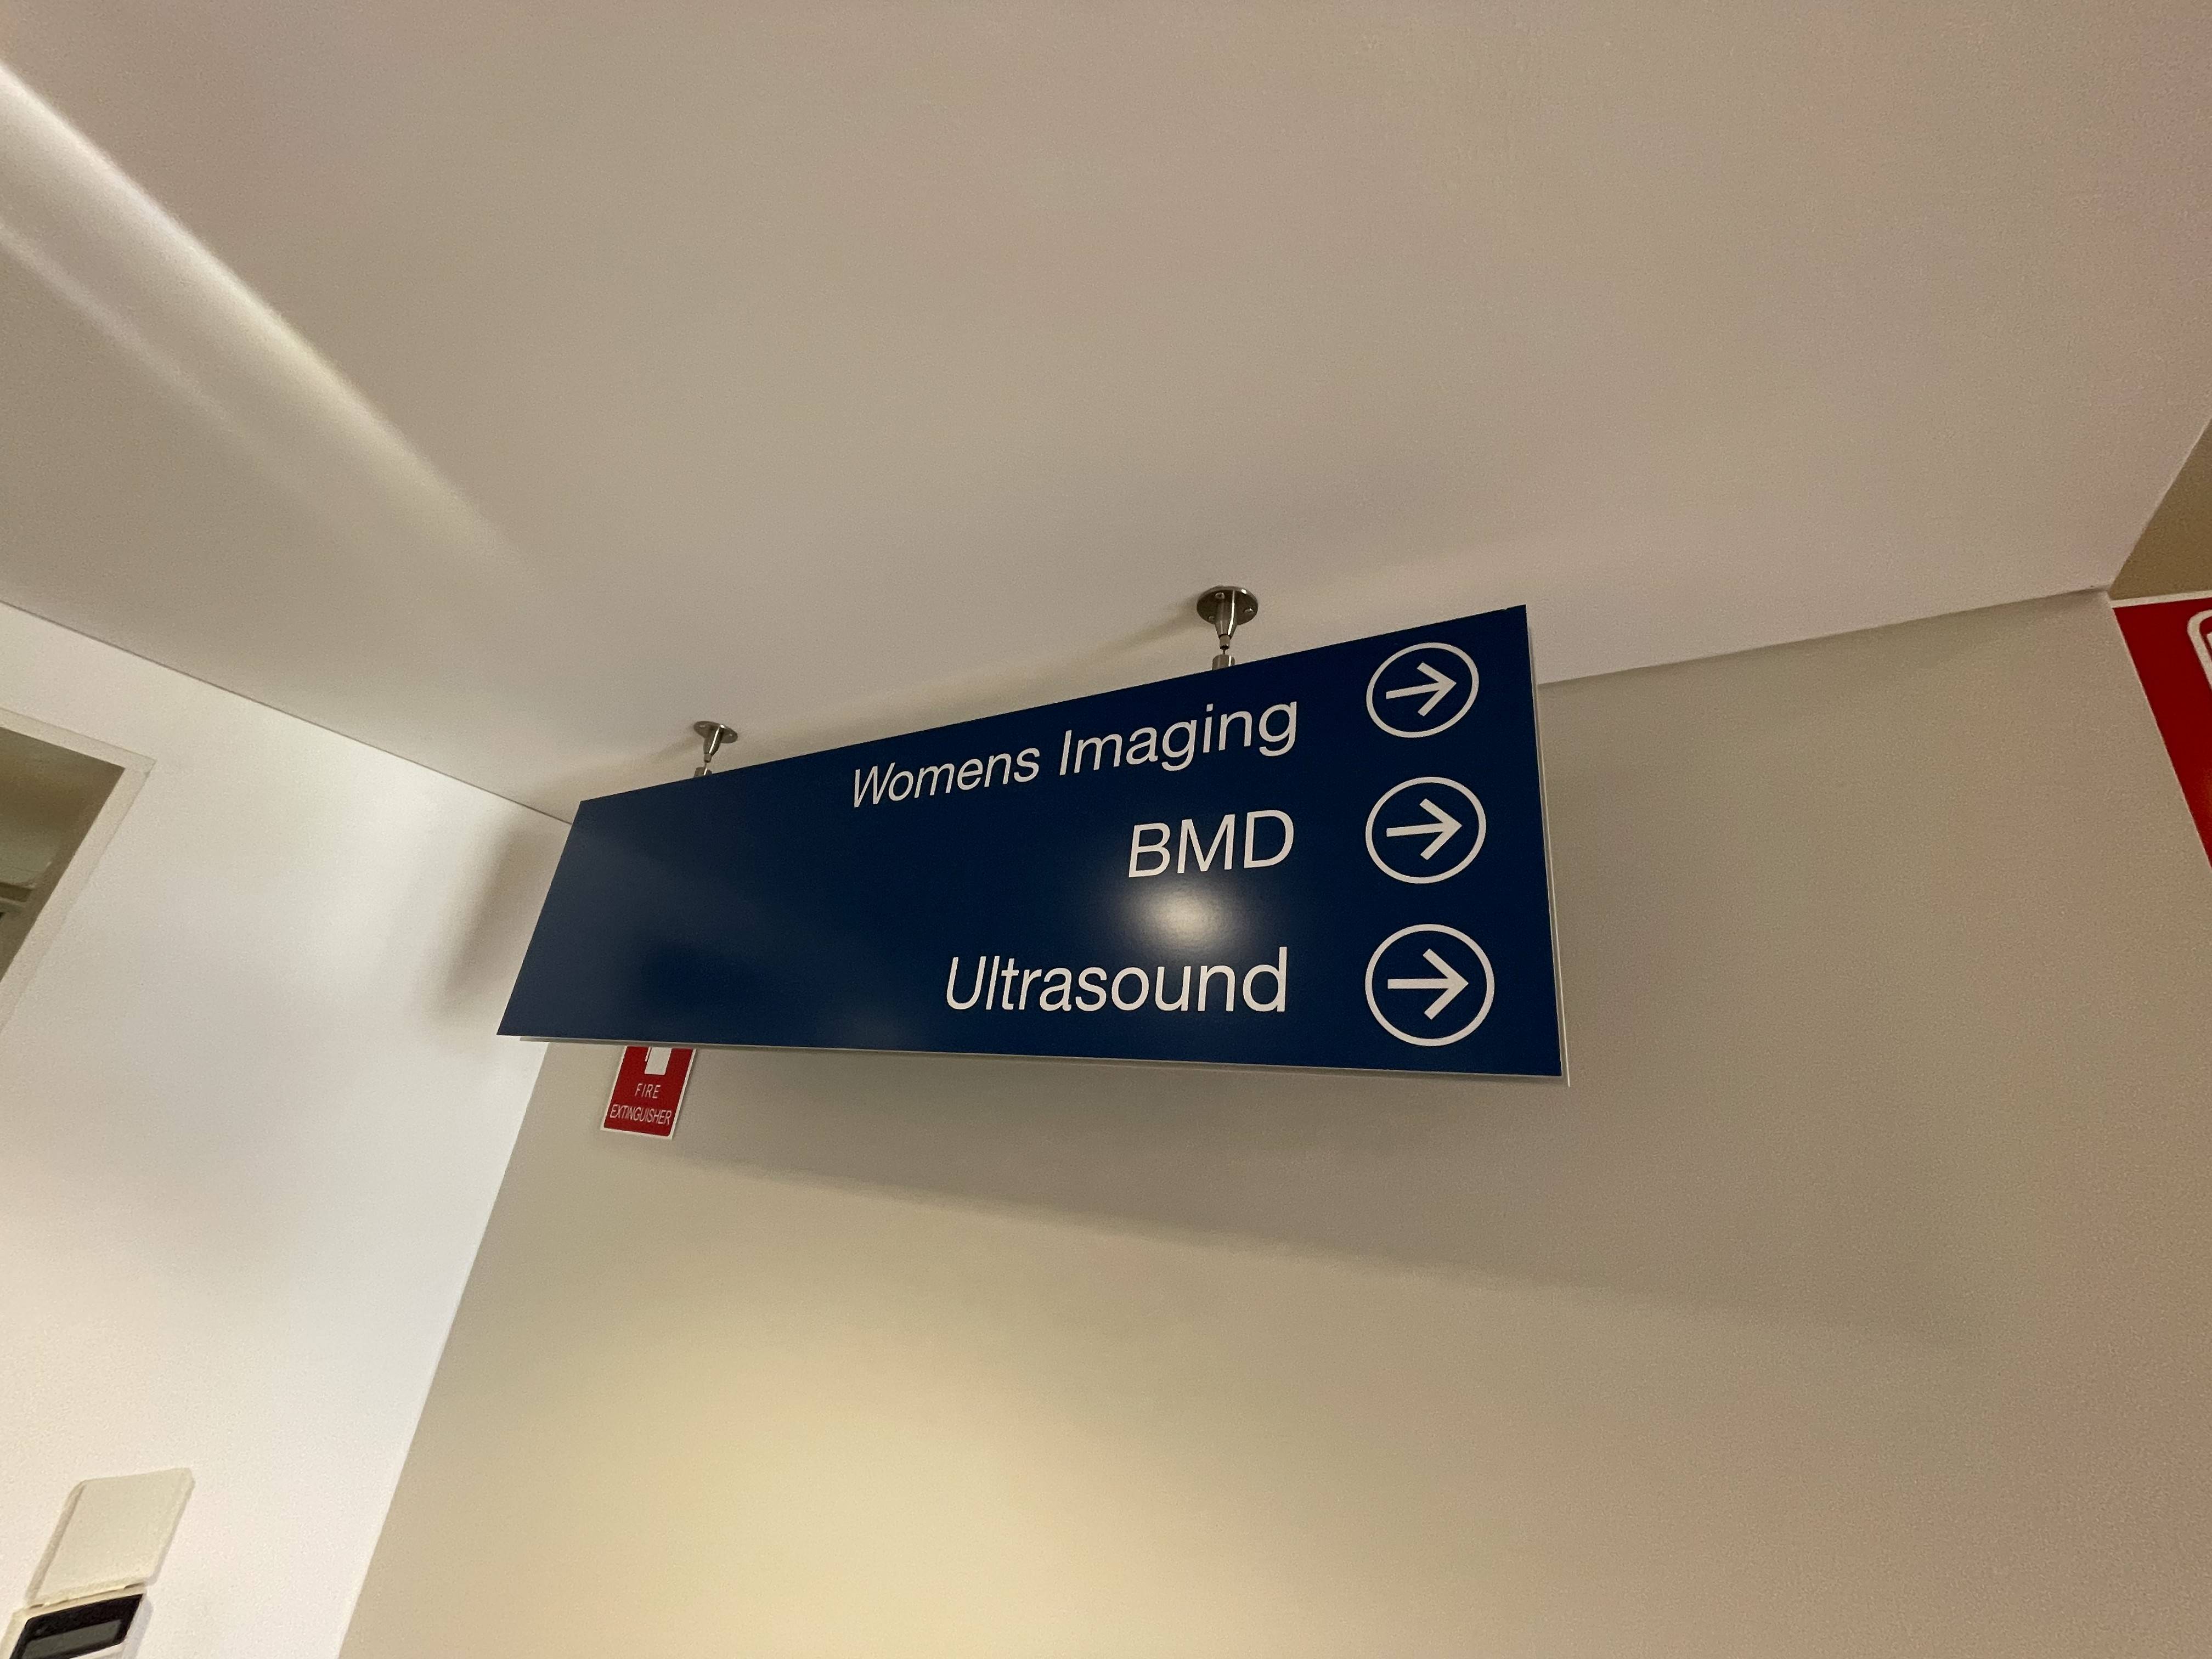 Womens Imaging
BMD
Ultrasound
FIRE
EXTINGUISHER